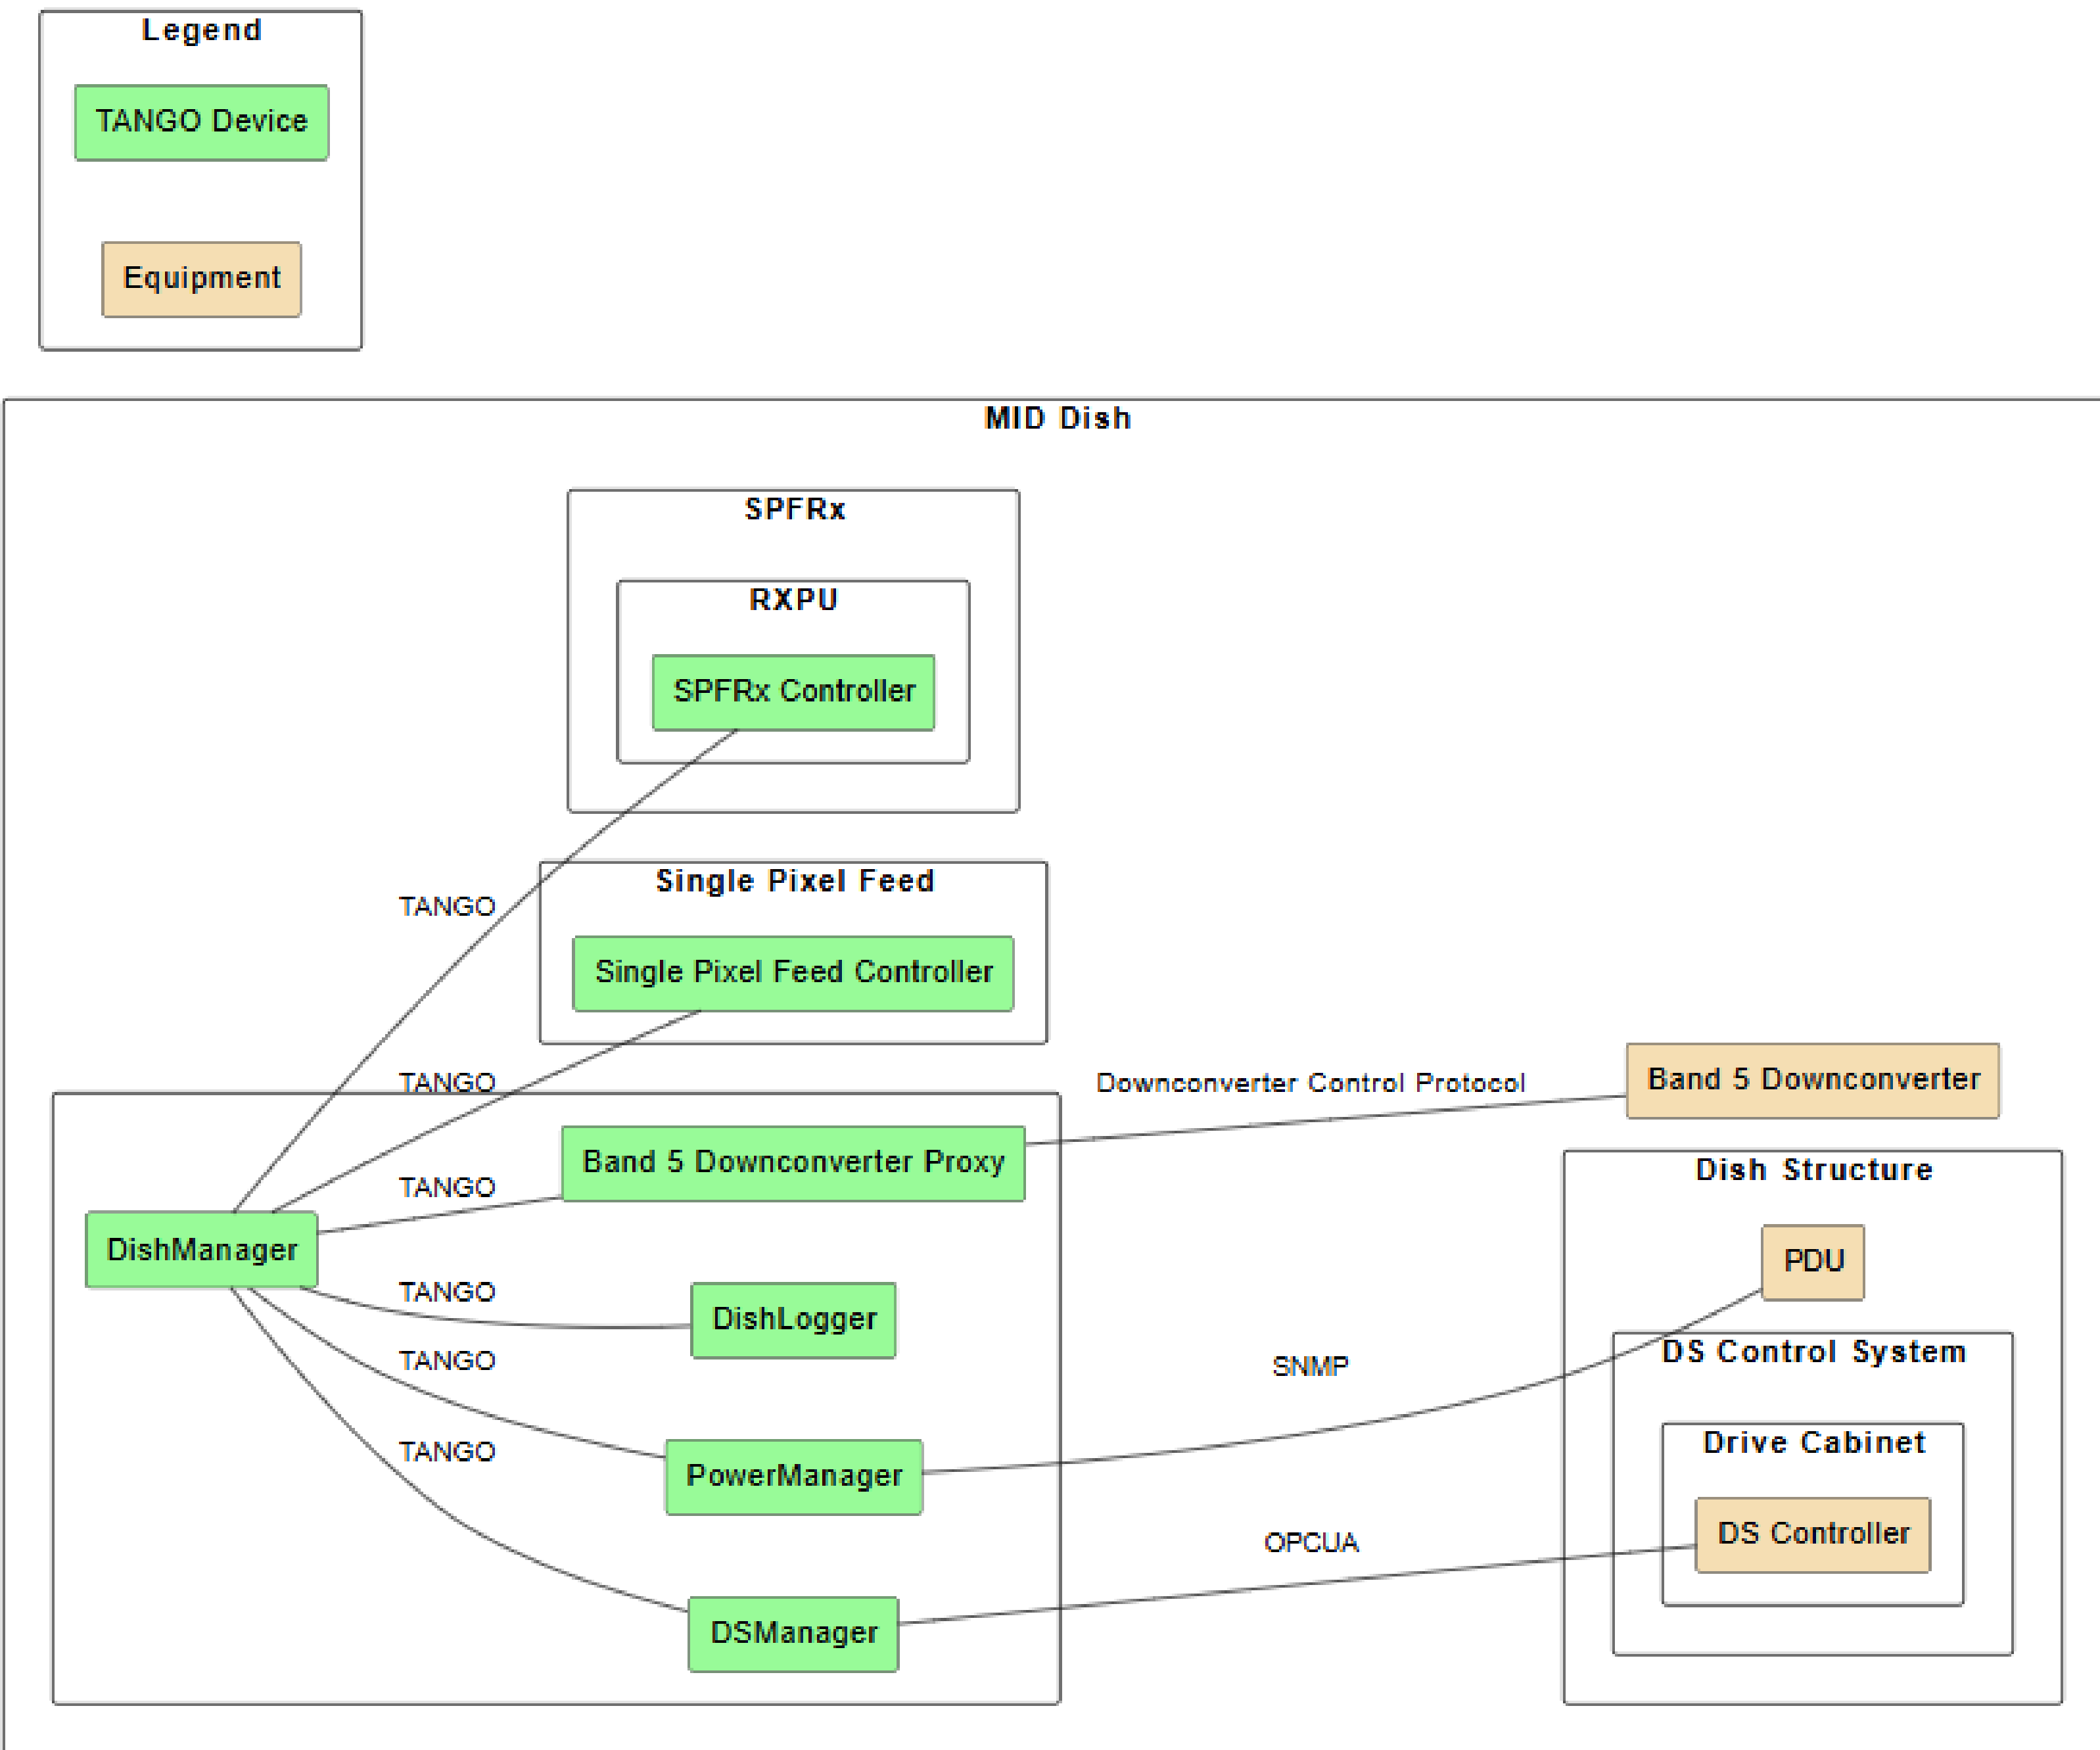 Legend
TANGO Device
Equipment
MID Dish
SPFRx
RXPU
SPFRx Controller
TANGO
Single Pixel Feed
Single Pixel Feed Controller
TANGO
Downconverter Control Protocol
Band 5 Downconverter
TANGO
Band 5 Downconverter Proxy
Dish Structure
DishManager
PDU
TANGO
DishLogger
TANGO
SNMP
DS Control System
TANGO
PowerManager
Drive Cabinet
OPCUA
DS Controller
DSManager